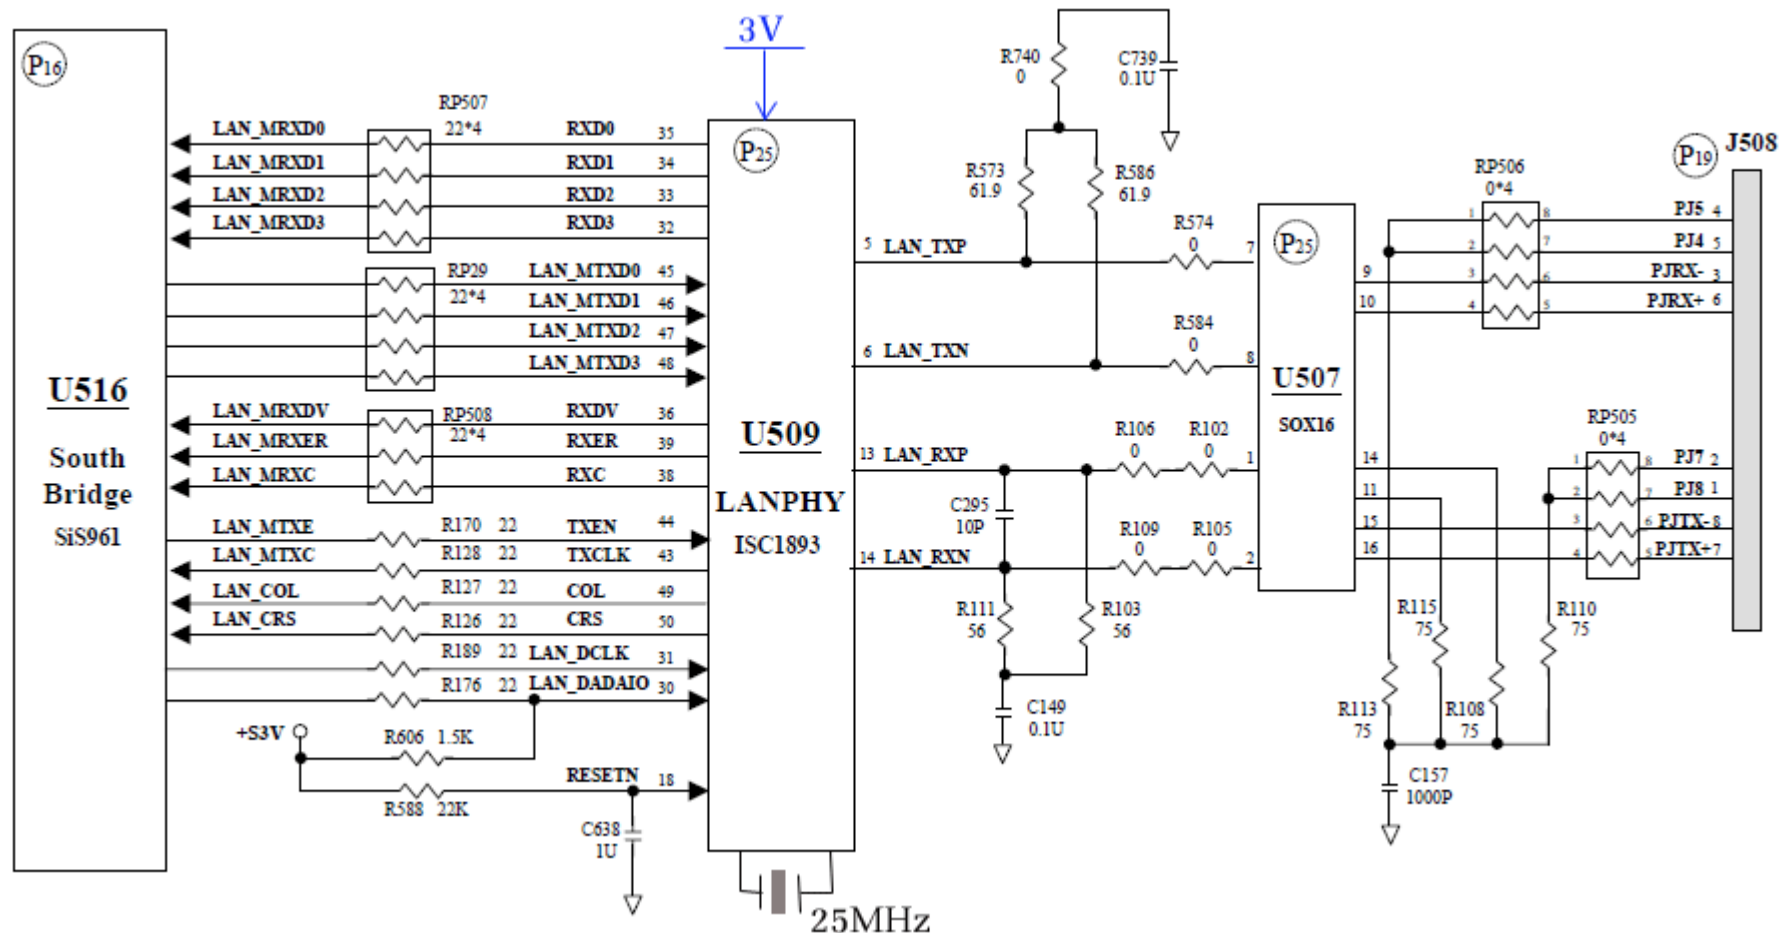 P16
U516
South
Bridge
SiS961
LAN_MRXD0
LAN_MRXD1
LAN_MRXD2
LAN_MRXD3
RP507
22*4
RXD0 35
RXD1 34
RXD2 33
RXD3 32
RP29
22*4
LAN_MTXD0 45
LAN_MTXD1 46
LAN_MTXD2 47
LAN_MTXD3 48
LAN_MRXDV
LAN_MRXER
LAN_MRXC
RP508
22*4
RXDV 36
RXER 39
RXC 38
LAN_MTXE R170 22 TXEN 44
LAN_MTXC R128 22 TXCLK 43
LAN_COL R127 22 COL 49
LAN_CRS R126 22 CRS 50
R189 22 LAN_DCLK 31
R176 22 LAN_DADAIO 30
+S3V
R606 1.5K
RESETN 18
R588 22K
C638
1U
3V
P25
U509
LANPHY
ISC1893
25MHz
R740
0
C739
0.1U
R573
61.9
R586
61.9
5 LAN_TXP
R574
0
7
6 LAN_TXN
R584
0
8
13 LAN_RXP
R106
0
R102
0
1
C295
10P
14 LAN_RXN
R109
0
R105
0
2
R111
56
R103
56
C149
0.1U
P25
U507
SOX16
9
10
14
11
15
16
P19
J508
RP506
0*4
1 8 PJ5 4
2 7 PJ4 5
3 6 PJRX- 3
4 5 PJRX+ 6
RP505
0*4
1 8 PJ7 2
2 7 PJ8 1
3 6 PJTX- 8
4 5 PJTX+ 7
R115
75
R110
75
R113
75
R108
75
C157
1000P